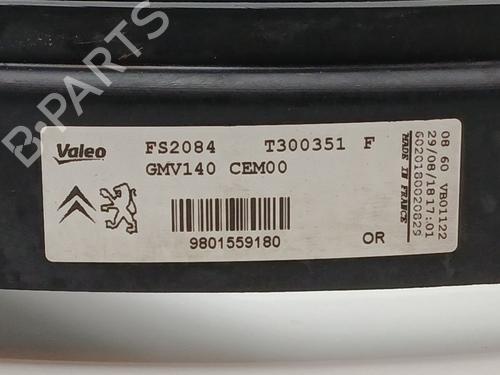 B-PARTS
Valeo
FS2084 T300351 F
GMV140 CEM00
9801559180
OR
08 60 VB01122
29/08/18 17:01
6020180020829
MADE IN FRANCE